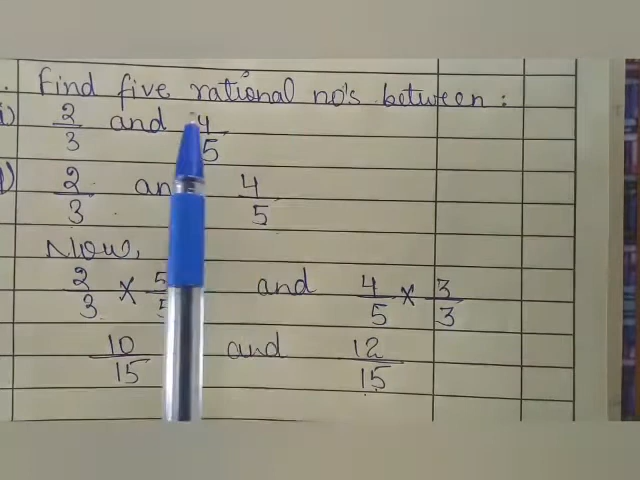 . Find five rational no's between :
i) 2/3 and 4/5
2/3 an 4/5
Now,
2/3 × 5/5 and 4/5 × 3/3
10/15 and 12/15